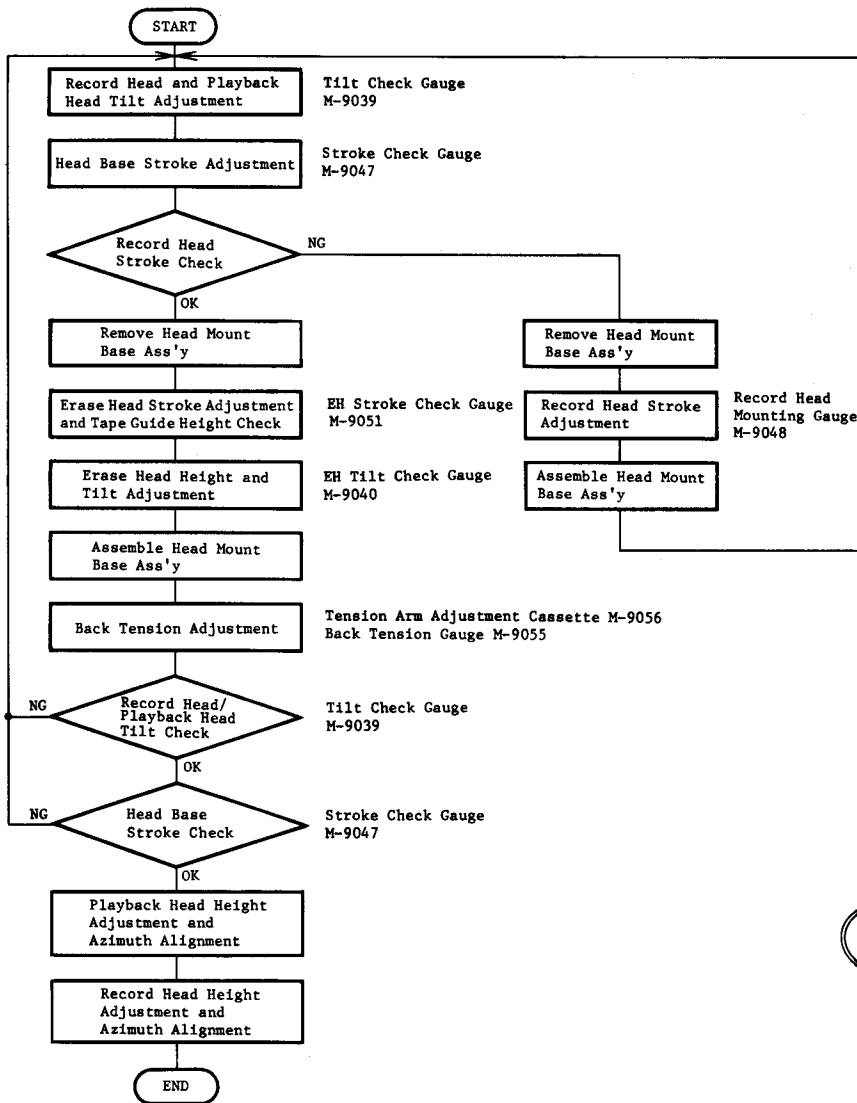 START
Record Head and Playback
Head Tilt Adjustment
Tilt Check Gauge
M-9039
Head Base Stroke Adjustment
Stroke Check Gauge
M-9047
Record Head
Stroke Check
NG
OK
Remove Head Mount
Base Ass'y
Remove Head Mount
Base Ass'y
Erase Head Stroke Adjustment
and Tape Guide Height Check
EH Stroke Check Gauge
M-9051
Record Head Stroke
Adjustment
Record Head
Mounting Gauge
M-9048
Erase Head Height and
Tilt Adjustment
EH Tilt Check Gauge
M-9040
Assemble Head Mount
Base Ass'y
Assemble Head Mount
Base Ass'y
Back Tension Adjustment
Tension Arm Adjustment Cassette M-9056
Back Tension Gauge M-9055
NG
Record Head/
Playback Head
Tilt Check
Tilt Check Gauge
M-9039
OK
NG
Head Base
Stroke Check
Stroke Check Gauge
M-9047
OK
Playback Head Height
Adjustment and
Azimuth Alignment
Record Head Height
Adjustment and
Azimuth Alignment
END